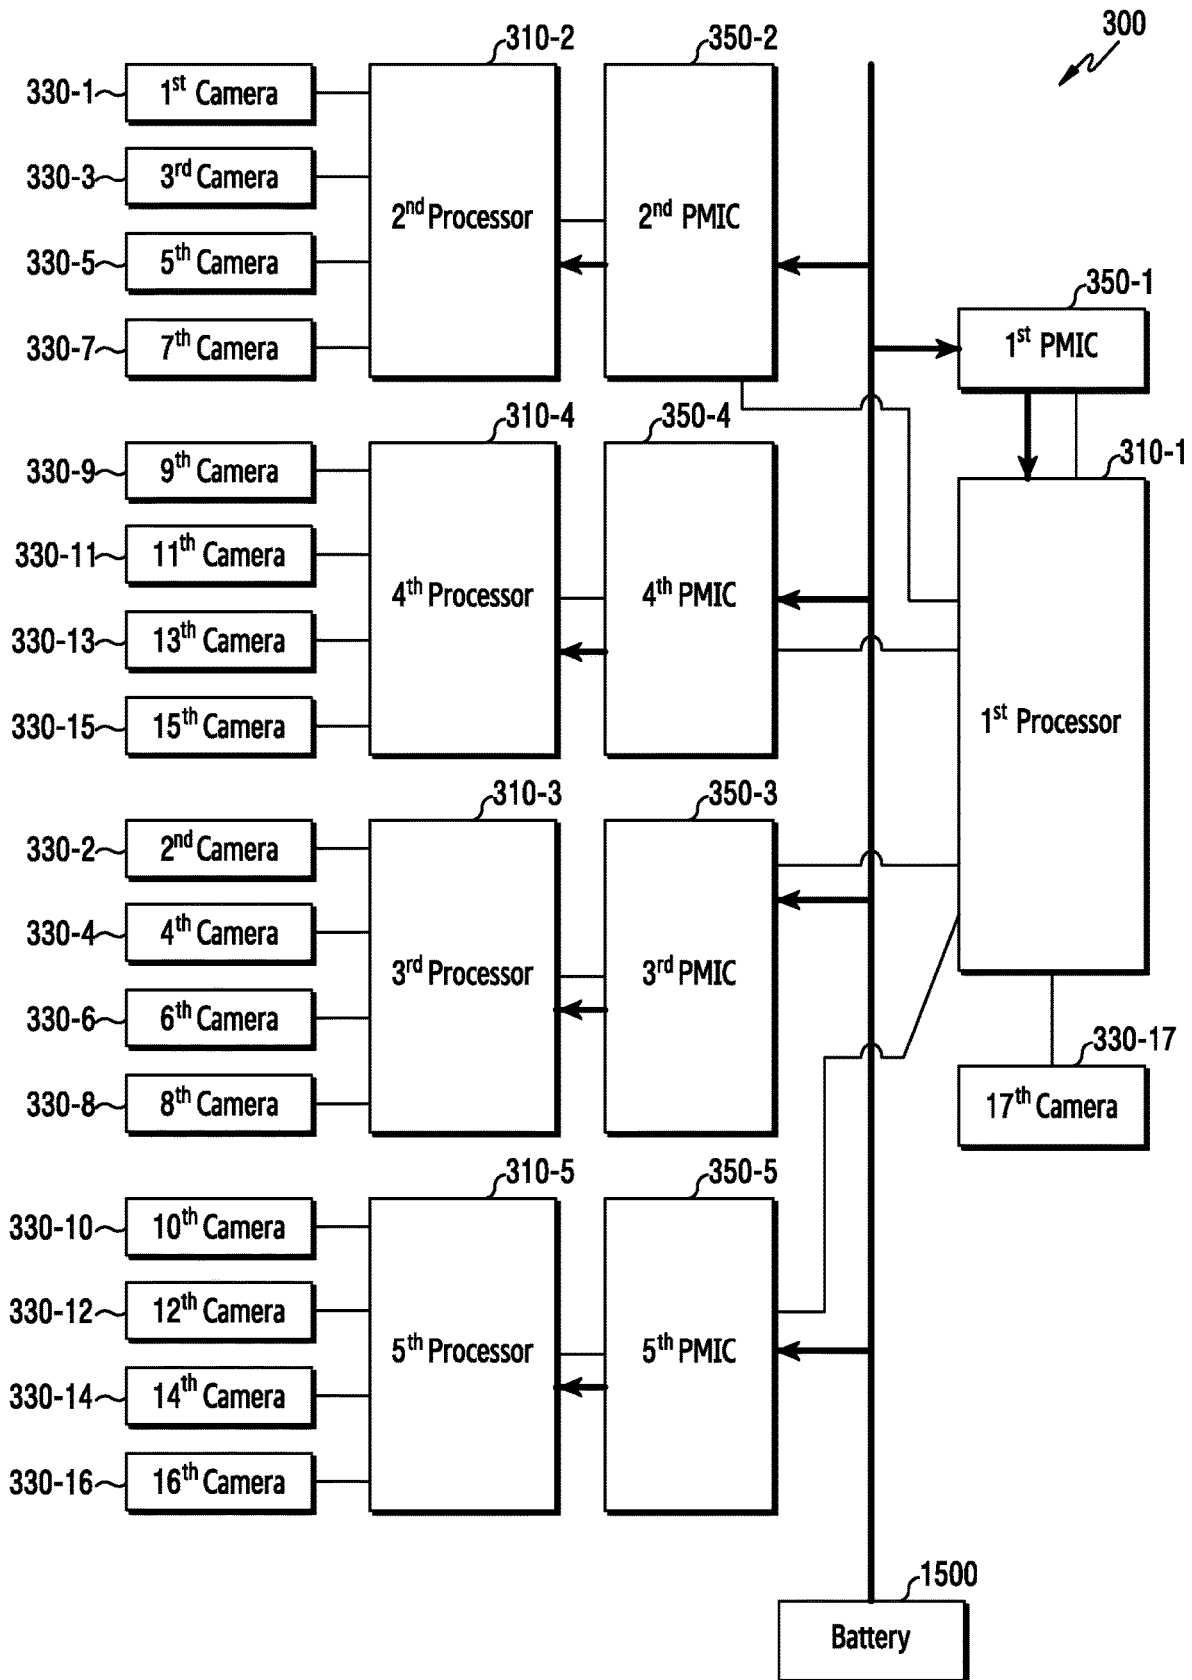 300
310-2
350-2
330-1
1st Camera
330-3
3rd Camera
330-5
5th Camera
330-7
7th Camera
2nd Processor
2nd PMIC
350-1
1st PMIC
310-4
350-4
330-9
9th Camera
330-11
11th Camera
330-13
13th Camera
330-15
15th Camera
4th Processor
4th PMIC
310-1
1st Processor
310-3
350-3
330-2
2nd Camera
330-4
4th Camera
330-6
6th Camera
330-8
8th Camera
3rd Processor
3rd PMIC
330-17
17th Camera
310-5
350-5
330-10
10th Camera
330-12
12th Camera
330-14
14th Camera
330-16
16th Camera
5th Processor
5th PMIC
1500
Battery